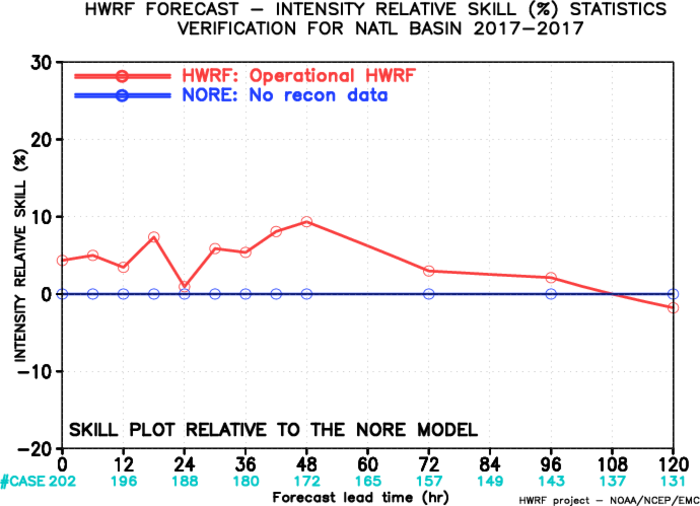 HWRF FORECAST – INTENSITY RELATIVE SKILL (%) STATISTICS
VERIFICATION FOR NATL BASIN 2017–2017
HWRF: Operational HWRF
NORE: No recon data
INTENSITY RELATIVE SKILL (%)
30
20
10
0
–10
–20
SKILL PLOT RELATIVE TO THE NORE MODEL
0 12 24 36 48 60 72 84 96 108 120
#CASE 202 196 188 180 172 165 157 149 143 137 131
Forecast lead time (hr)
HWRF project – NOAA/NCEP/EMC